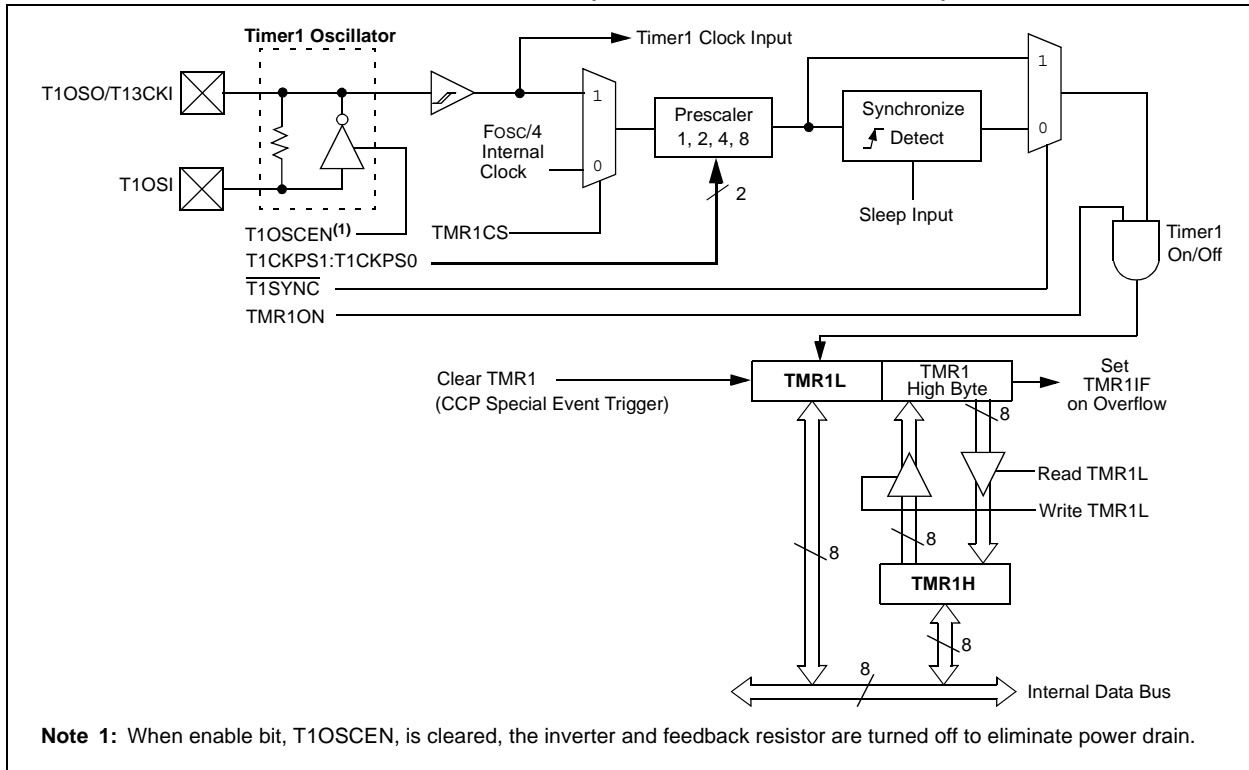 Timer1 Oscillator
Timer1 Clock Input
T1OSO/T13CKI
T1OSI
FOSC/4
Internal
Clock
1
0
Prescaler
1, 2, 4, 8
Synchronize
Detect
1
0
2
Sleep Input
T1OSCEN(1)
TMR1CS
T1CKPS1:T1CKPS0
T1SYNC
TMR1ON
Timer1
On/Off
Clear TMR1
(CCP Special Event Trigger)
TMR1L
TMR1
High Byte
Set
TMR1IF
on Overflow
8
Read TMR1L
Write TMR1L
8
8
TMR1H
8
8
Internal Data Bus
Note 1: When enable bit, T1OSCEN, is cleared, the inverter and feedback resistor are turned off to eliminate power drain.